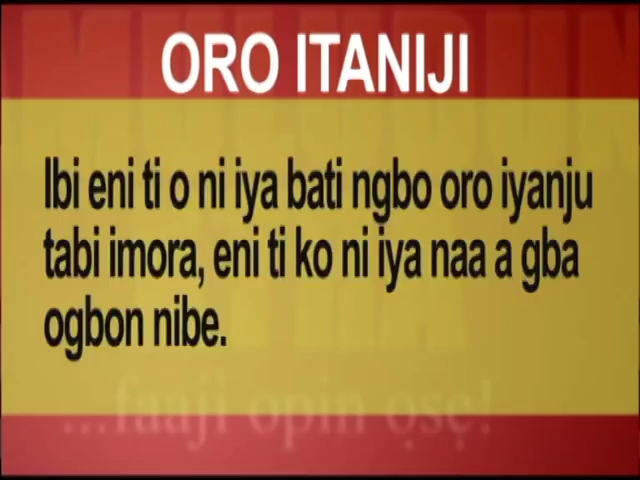 ORO ITANIJI
Ibi eni ti o ni iya bati ngbo oro iyanju
tabi imora, eni ti ko ni iya naa a gba
ogbon nibe.
...faaji opin ọsẹ!